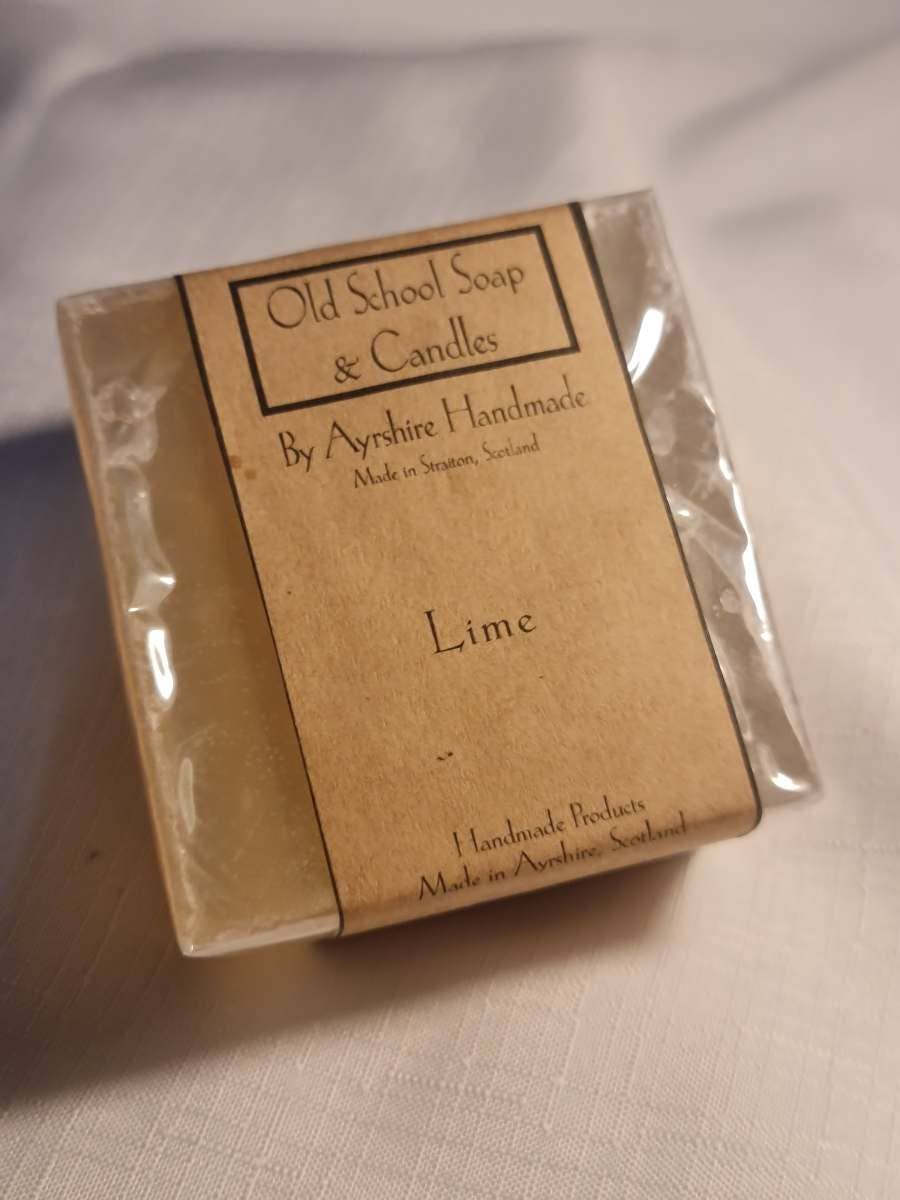 Old School Soap
& Candles
By Ayrshire Handmade
Made in Straiton, Scotland
Lime
Handmade Products
Made in Ayrshire, Scotland